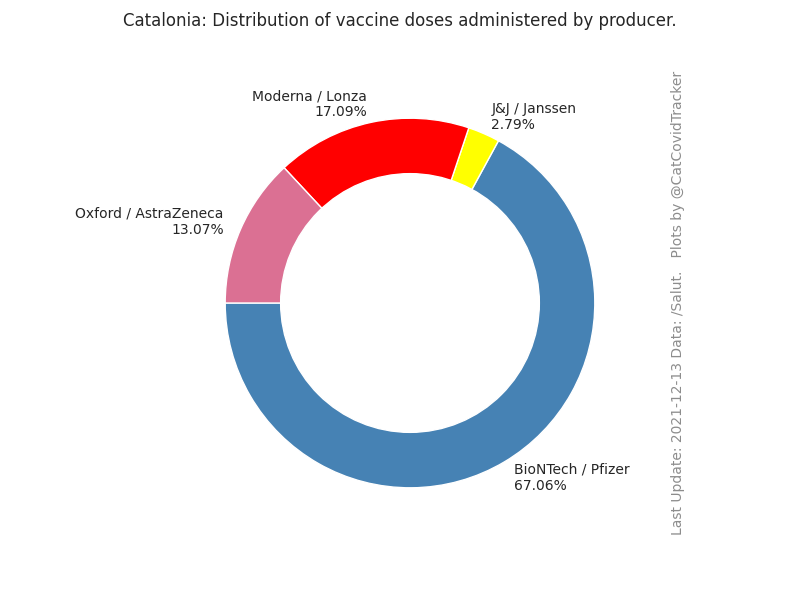 Catalonia: Distribution of vaccine doses administered by producer.
Moderna / Lonza
17.09%
J&J / Janssen
2.79%
Oxford / AstraZeneca
13.07%
BioNTech / Pfizer
67.06%
Last Update: 2021-12-13 Data: /Salut.   Plots by @CatCovidTracker